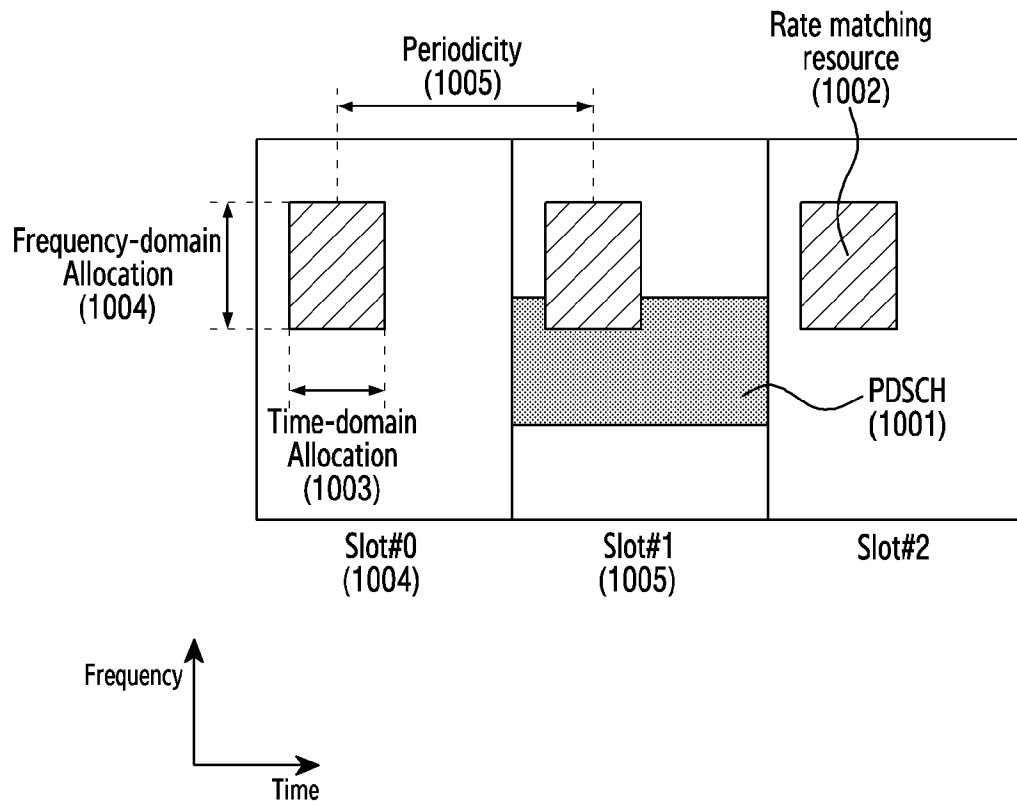 Rate matching
resource
(1002)
Periodicity
(1005)
Frequency-domain
Allocation
(1004)
Time-domain
Allocation
(1003)
PDSCH
(1001)
Slot#0
(1004)
Slot#1
(1005)
Slot#2
Frequency
Time